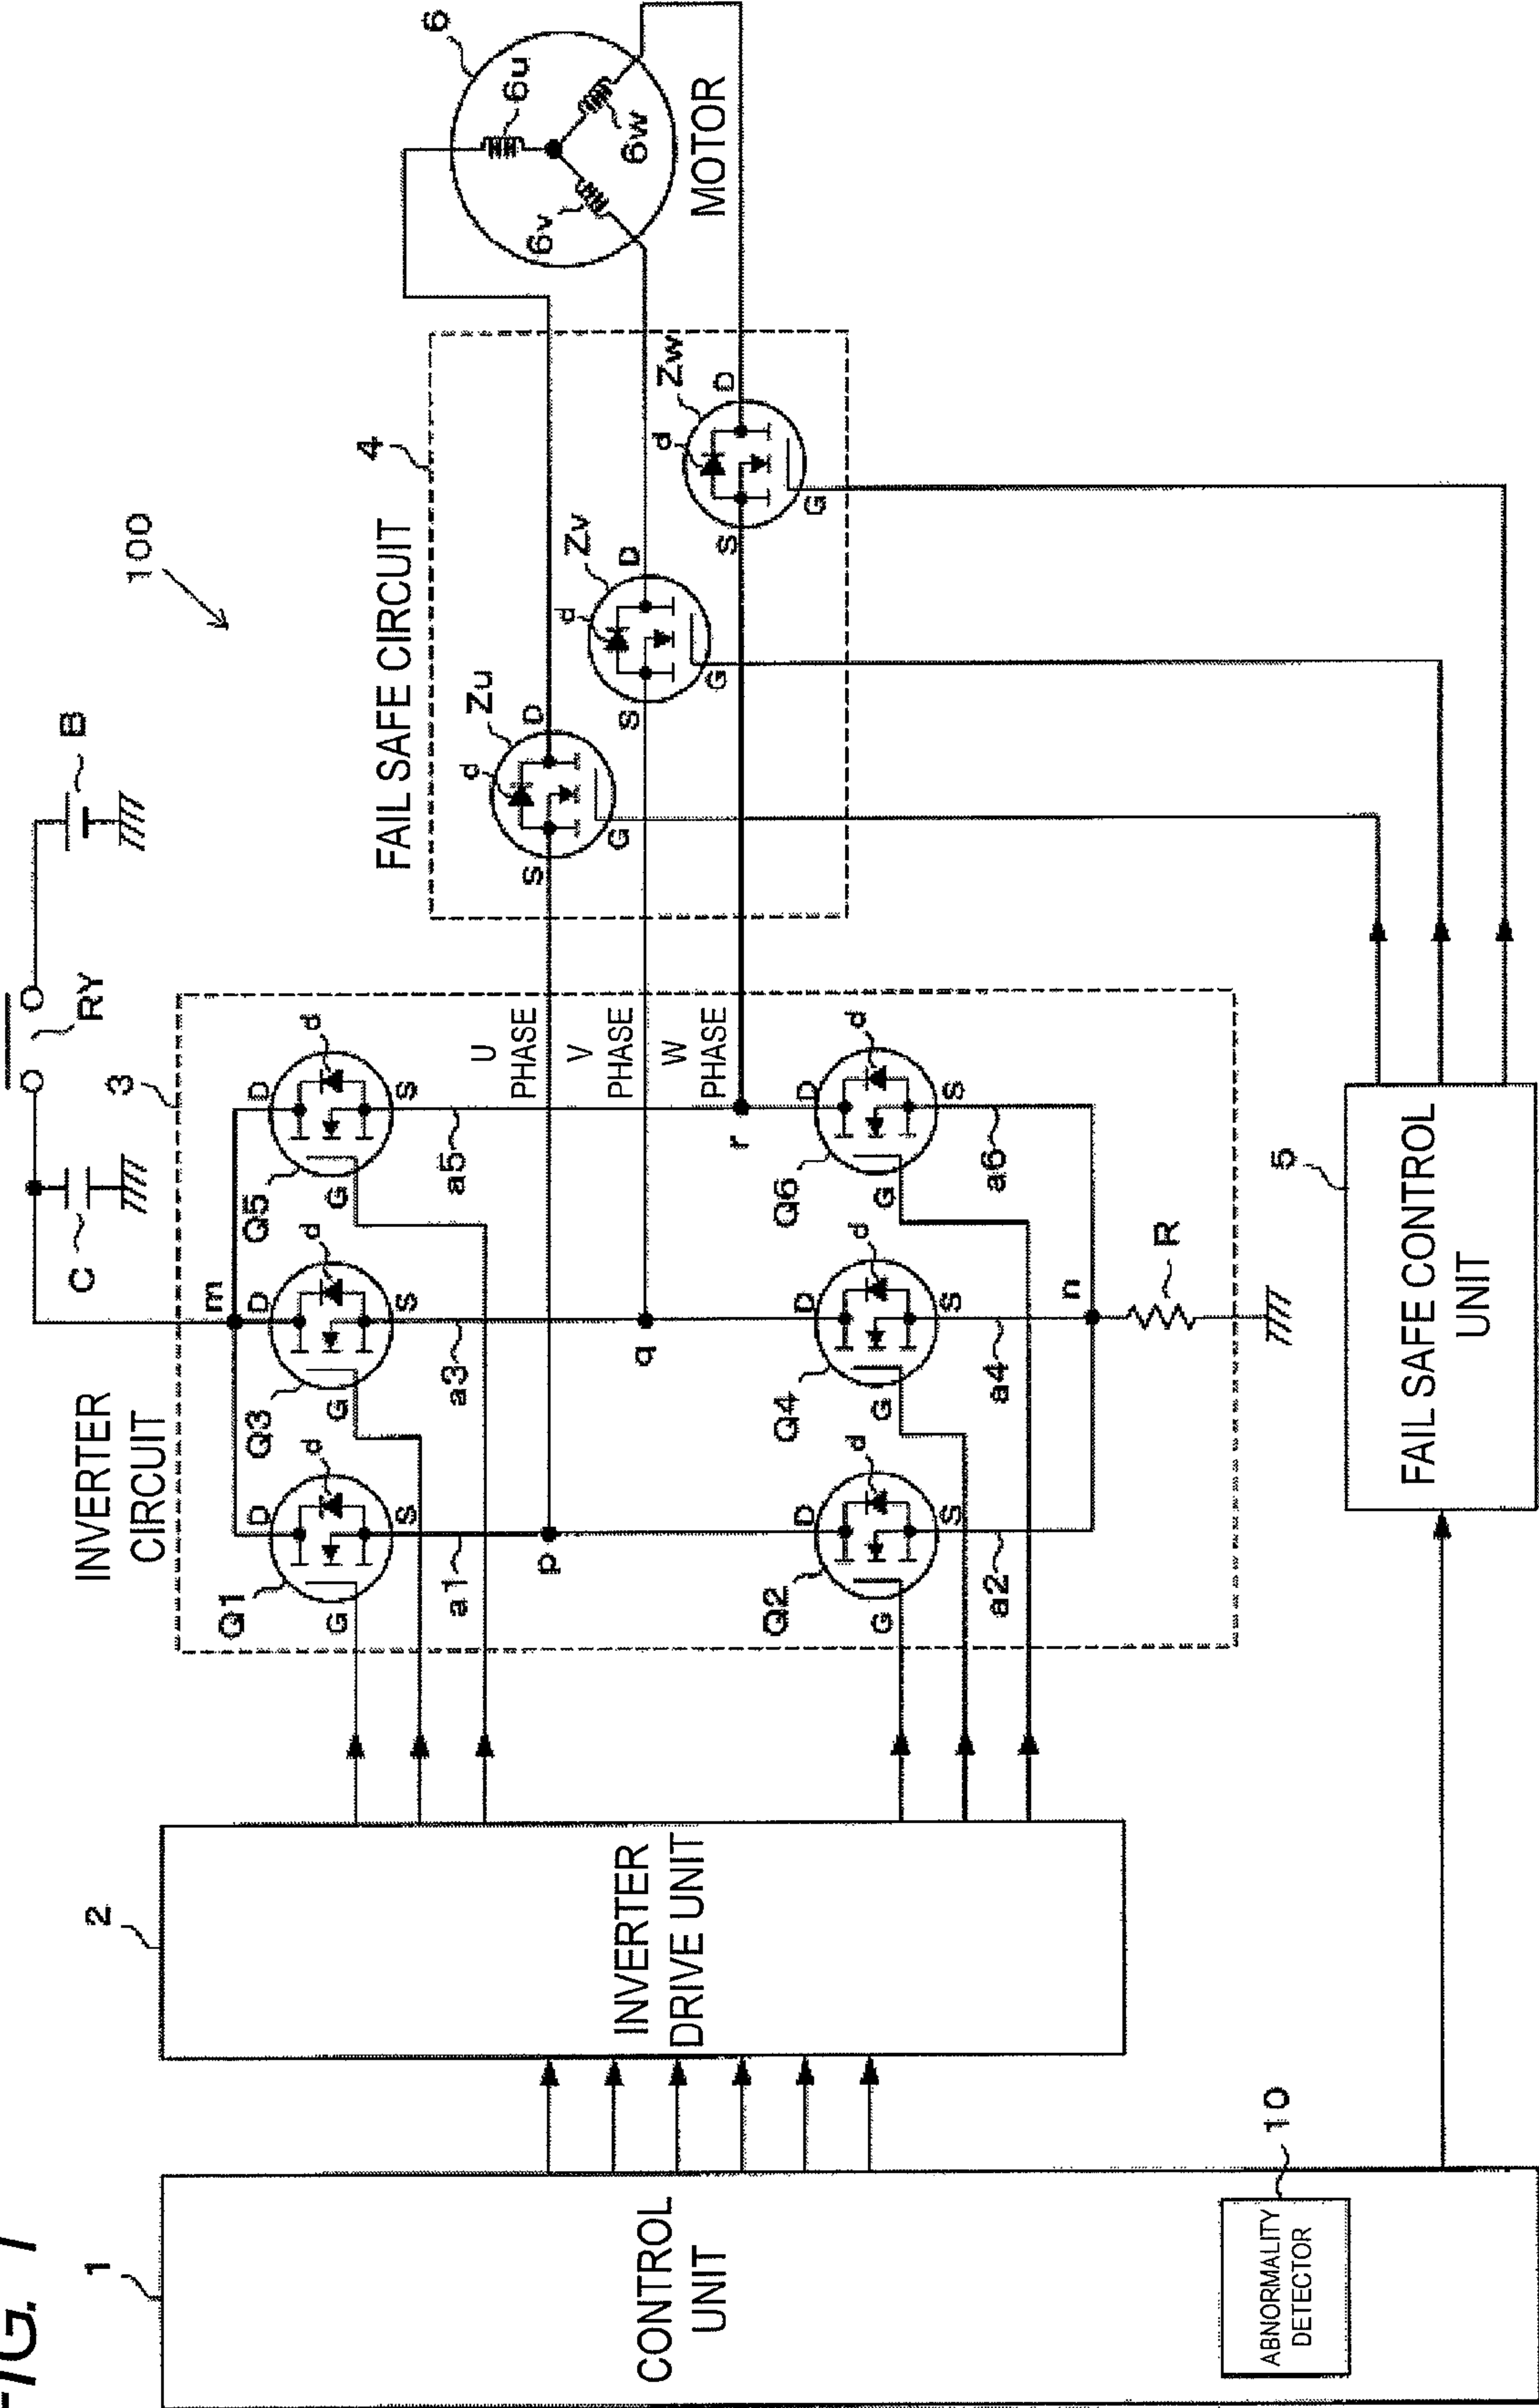 FIG. 1
100
RY
B
C
INVERTER
CIRCUIT
3
m
Q1
D
d
S
G
a1
Q3
D
d
S
G
a3
Q5
D
d
S
G
a5
p
q
r
U
PHASE
V
PHASE
W
PHASE
Q2
D
d
S
G
a2
Q4
D
d
S
G
a4
Q6
D
d
S
G
a6
n
R
FAIL SAFE CIRCUIT
4
Zu
d
S
D
G
Zv
d
S
D
G
Zw
d
S
D
G
6
6u
6v
6w
MOTOR
1
CONTROL
UNIT
10
ABNORMALITY
DETECTOR
2
INVERTER
DRIVE UNIT
5
FAIL SAFE CONTROL
UNIT